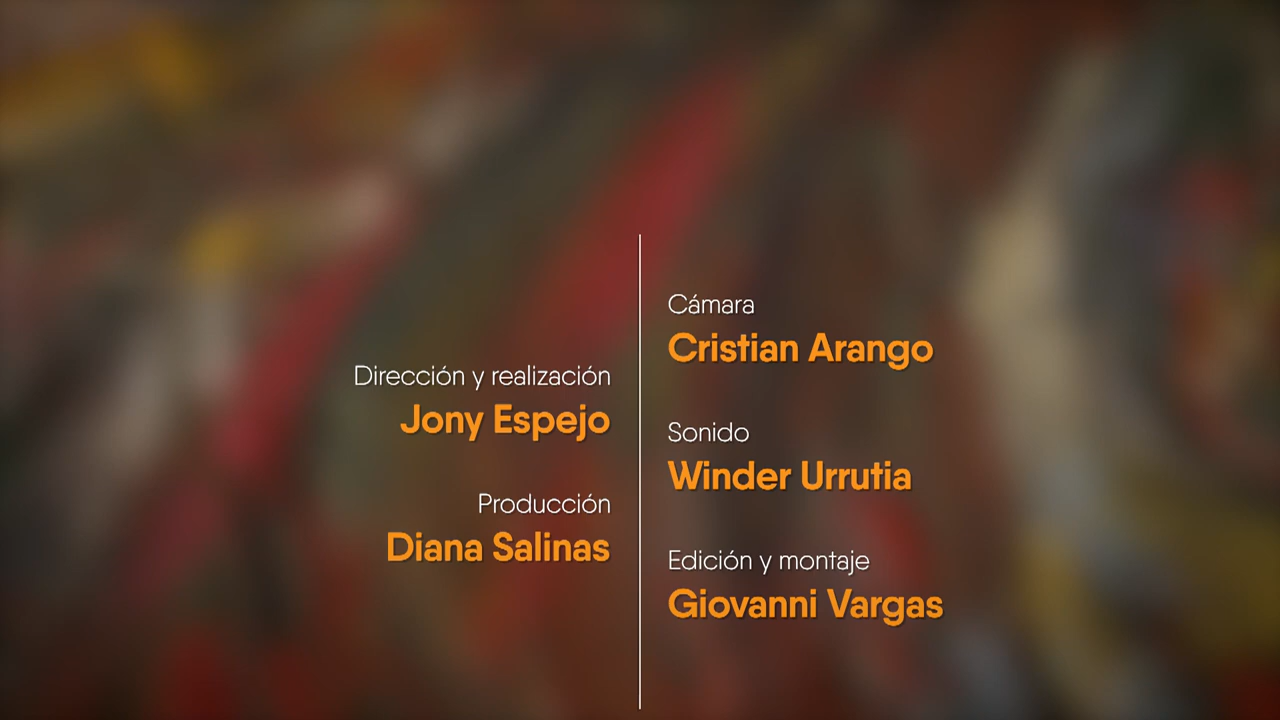 Dirección y realización
Jony Espejo
Producción
Diana Salinas
Cámara
Cristian Arango
Sonido
Winder Urrutia
Edición y montaje
Giovanni Vargas